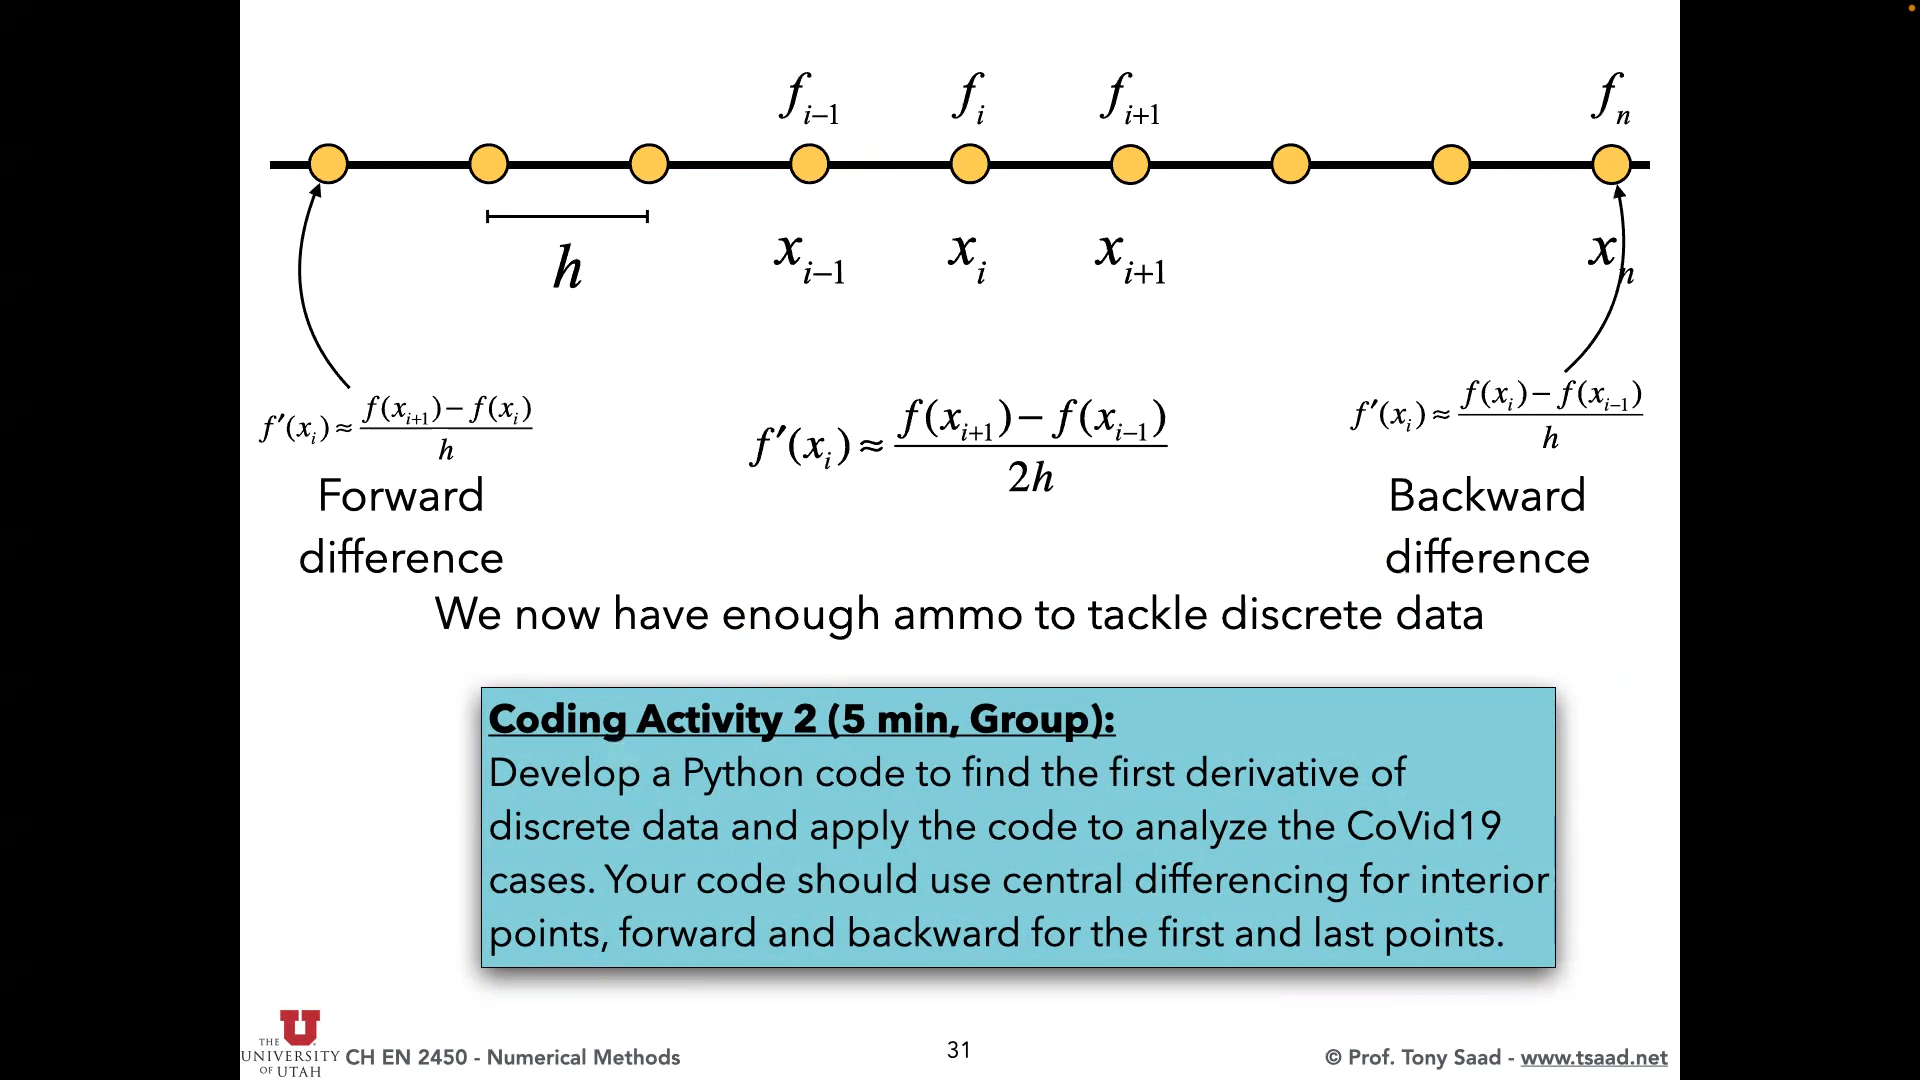 f_{i−1} f_i f_{i+1} f_n
h x_{i−1} x_i x_{i+1} x_n
f′(x_i) ≈ \frac{f(x_{i+1}) − f(x_i)}{h}
Forward
difference
f′(x_i) ≈ \frac{f(x_{i+1}) − f(x_{i−1})}{2h}
f′(x_i) ≈ \frac{f(x_i) − f(x_{i−1})}{h}
Backward
difference
We now have enough ammo to tackle discrete data
Coding Activity 2 (5 min, Group):
Develop a Python code to find the first derivative of
discrete data and apply the code to analyze the CoVid19
cases. Your code should use central differencing for interior
points, forward and backward for the first and last points.
THE
UNIVERSITY
OF UTAH
CH EN 2450 - Numerical Methods
31
© Prof. Tony Saad - www.tsaad.net